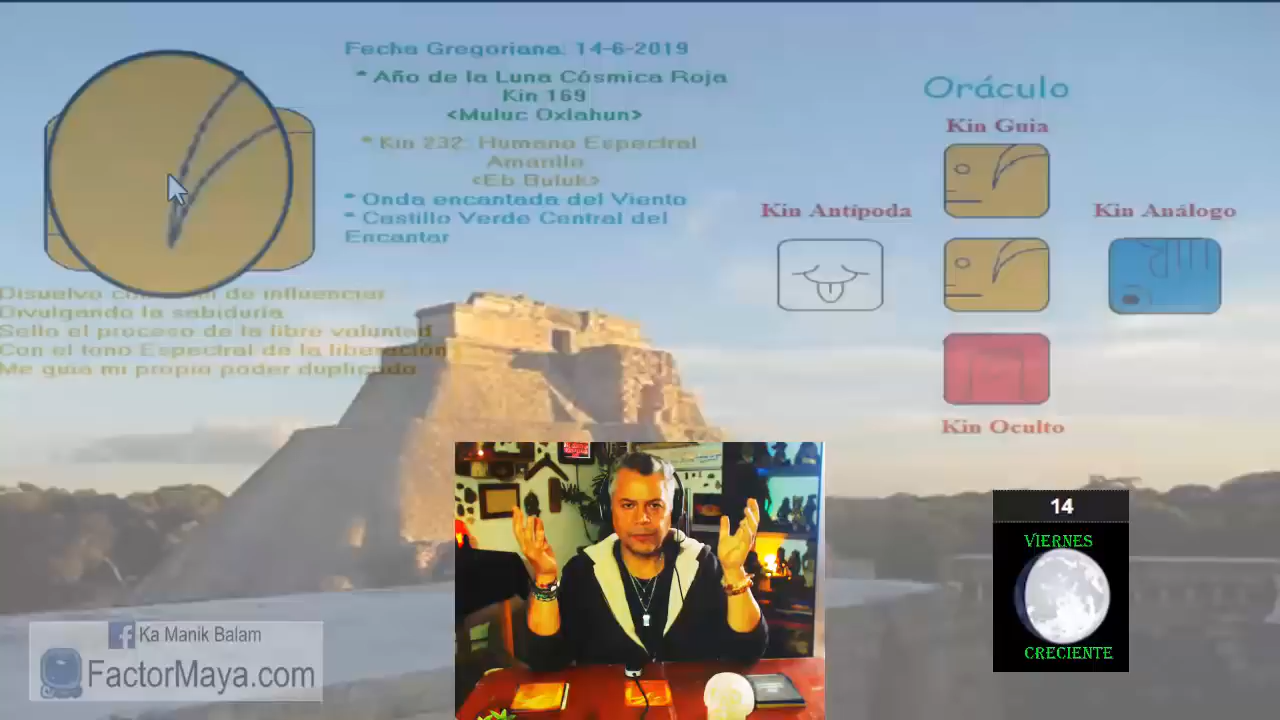 Fecha Gregoriana: 14-6-2019
* Año de la Luna Cósmica Roja
Kin 169
<Muluc Oxlahun>
* Kin 232: Humano Espectral
Amarillo
<Eb Buluk>
* Onda encantada del Viento
* Castillo Verde Central del
Encantar
Disuelvo con de influenciar
Divulgando la sabiduría
Sello el proceso de la libre voluntad
Con el tono Espectral de la liberación
Me guía mi propio poder duplicado
Oráculo
Kin Guia
Kin Antípoda
Kin Análogo
Kin Oculto
14
VIERNES
CRECIENTE
Ka Manik Balam
FactorMaya.com